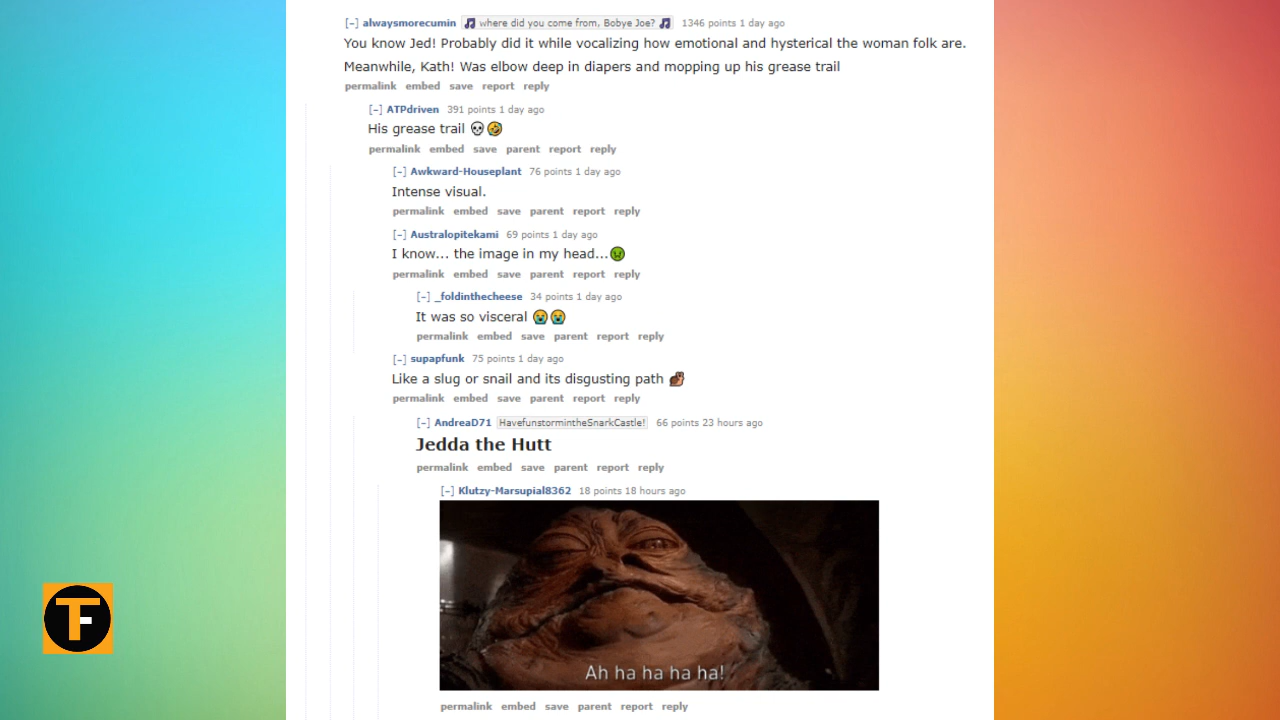 [–] alwaysmorecumin 🎵 where did you come from, Bobye Joe? 🎵 1346 points 1 day ago
You know Jed! Probably did it while vocalizing how emotional and hysterical the woman folk are.
Meanwhile, Kath! Was elbow deep in diapers and mopping up his grease trail
permalink embed save report reply
[–] ATPdriven 391 points 1 day ago
His grease trail 💀🤣
permalink embed save parent report reply
[–] Awkward-Houseplant 76 points 1 day ago
Intense visual.
permalink embed save parent report reply
[–] Australopitekami 69 points 1 day ago
I know... the image in my head...🤢
permalink embed save parent report reply
[–] _foldinthecheese 34 points 1 day ago
It was so visceral 😭😭
permalink embed save parent report reply
[–] supapfunk 75 points 1 day ago
Like a slug or snail and its disgusting path
permalink embed save parent report reply
[–] AndreaD71 HavefunstormintheSnarkCastle! 66 points 23 hours ago
Jedda the Hutt
permalink embed save parent report reply
[–] Klutzy-Marsupial8362 18 points 18 hours ago
Ah ha ha ha ha!
permalink embed save parent report reply
TF